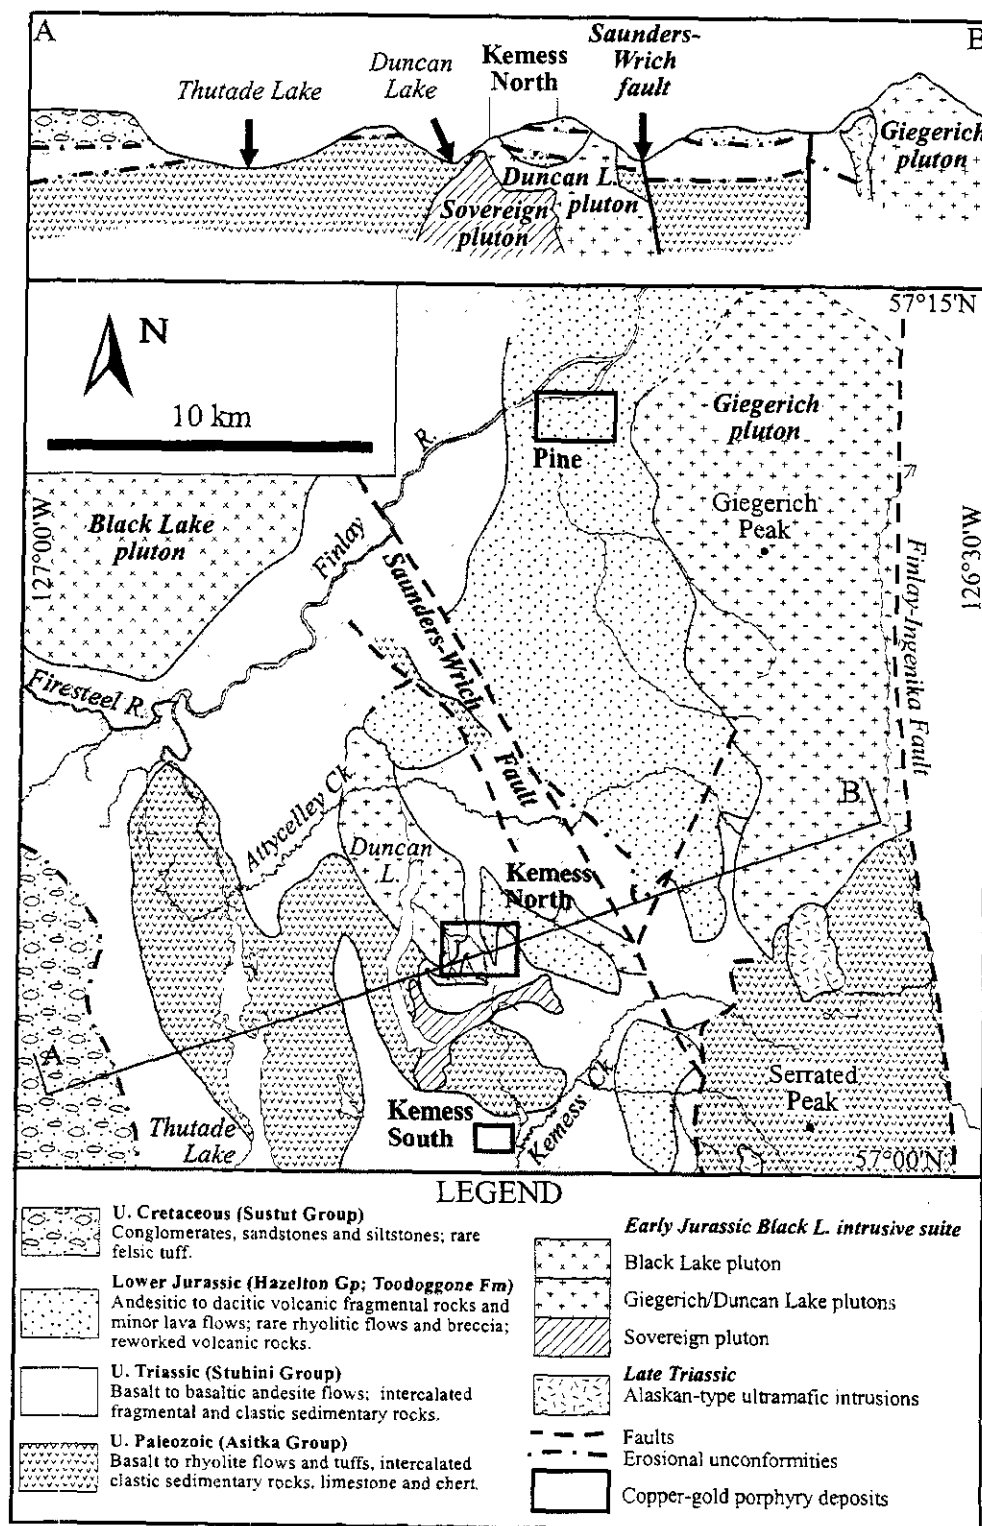 A
B
Thutade Lake
Duncan
Lake
Kemess
North
Saunders-
Wrich
fault
Giegerich
pluton
Duncan L.
pluton
Sovereign
pluton
57°15'N
N
10 km
R.
Pine
Giegerich
pluton
Giegerich
Peak
127°00'W
Black Lake
pluton
Finlay
Saunders-Wrich
Fault
Finlay-Ingenika Fault
126°30'W
Firesteel R.
Attycelley Ck
B
Duncan
L.
Kemess
North
A
Thutade
Lake
Kemess
South
Kemess Ck
Serrated
Peak
57°00'N
LEGEND
U. Cretaceous (Sustut Group)
Conglomerates, sandstones and siltstones; rare
felsic tuff.
Lower Jurassic (Hazelton Gp; Toodoggone Fm)
Andesitic to dacitic volcanic fragmental rocks and
minor lava flows; rare rhyolitic flows and breccia;
reworked volcanic rocks.
U. Triassic (Stuhini Group)
Basalt to basaltic andesite flows; intercalated
fragmental and clastic sedimentary rocks.
U. Paleozoic (Asitka Group)
Basalt to rhyolite flows and tuffs, intercalated
clastic sedimentary rocks, limestone and chert.
Early Jurassic Black L. intrusive suite
Black Lake pluton
Giegerich/Duncan Lake plutons
Sovereign pluton
Late Triassic
Alaskan-type ultramafic intrusions
Faults
Erosional unconformities
Copper-gold porphyry deposits